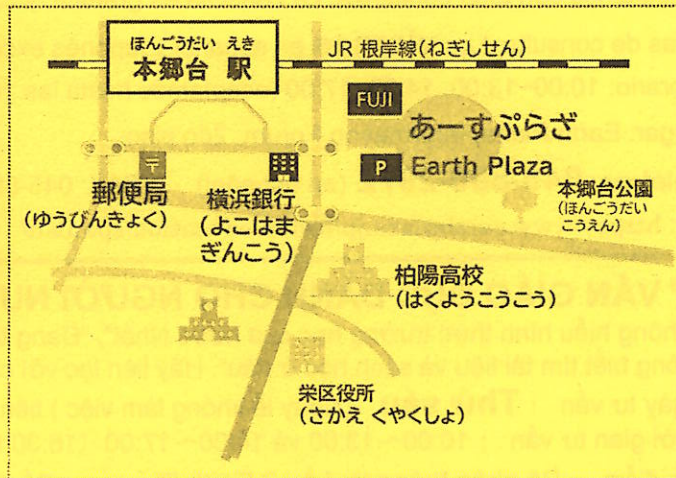 ほんごうだい えき
本郷台 駅
JR 根岸線(ねぎしせん)
FUJI
あーすぷらざ
P Earth Plaza
〒
郵便局
(ゆうびんきょく)
横浜銀行
(よこはま
ぎんこう)
本郷台公園
(ほんごうだい
こうえん)
柏陽高校
(はくようこうこう)
栄区役所
(さかえ くやくしょ)